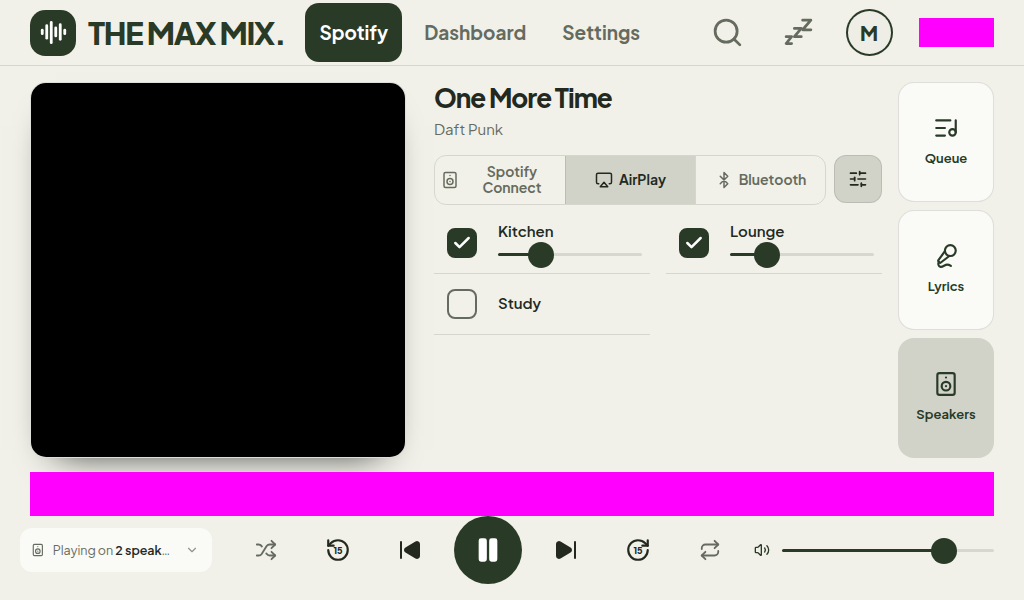 THE MAX MIX.
Spotify
Dashboard
Settings
M
One More Time
Daft Punk
Spotify
Connect
AirPlay
Bluetooth
Kitchen
Lounge
Study
Queue
Lyrics
Speakers
Playing on 2 speak...
15
15